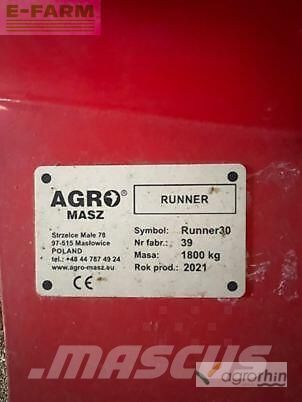 E-FARM
AGRO®
MASZ
RUNNER
Strzelce Małe 78
97-515 Masłowice
POLAND
tel.: +48 44 787 49 24
www.agro-masz.eu
CE
Symbol: Runner30
Nr fabr.: 39
Masa: 1800 kg
Rok prod.: 2021
MASCUS
agrorhin